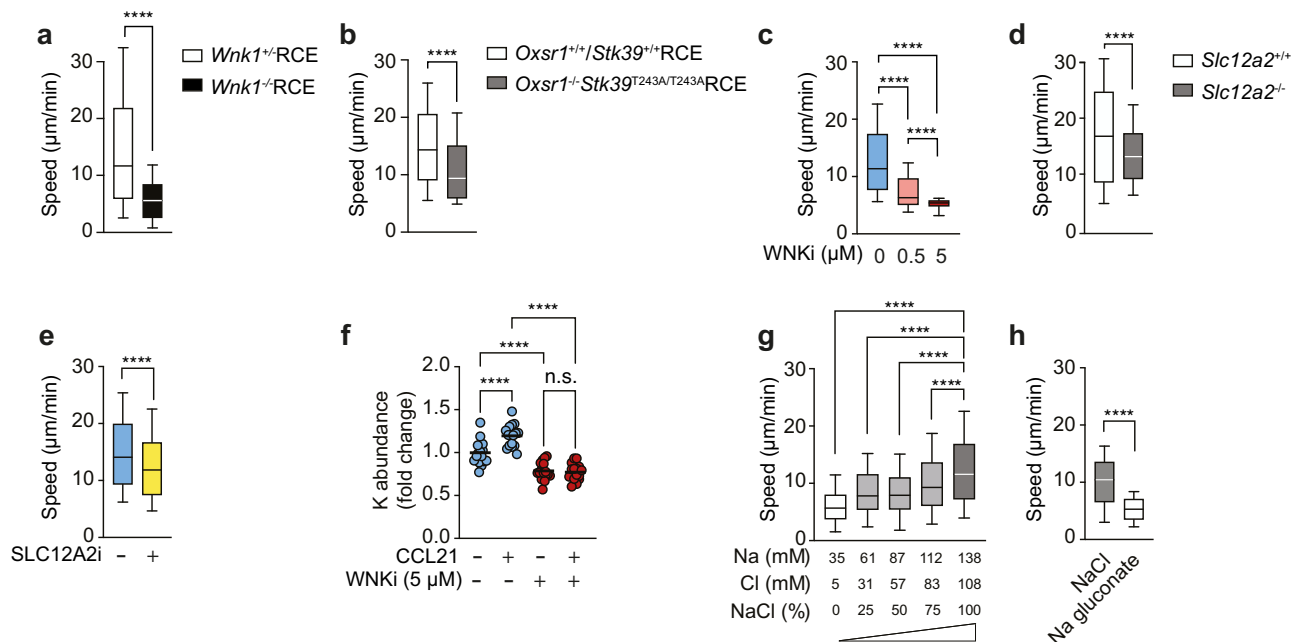 a
****
Speed (µm/min)
30
20
10
0
Wnk1+/-RCE
Wnk1-/-RCE
b
****
Speed (µm/min)
30
20
10
0
Oxsr1+/+/Stk39+/+RCE
Oxsr1-/-Stk39T243A/T243ARCE
c
****
****
****
Speed (µm/min)
30
20
10
0
WNKi (µM) 0 0.5 5
d
****
Speed (µm/min)
30
20
10
0
Slc12a2+/+
Slc12a2-/-
e
****
Speed (µm/min)
30
20
10
0
SLC12A2i – +
f
****
****
****
n.s.
K abundance
(fold change)
2.0
1.5
1.0
0.5
0.0
CCL21 – + – +
WNKi (5 µM) – – + +
g
****
****
****
****
Speed (µm/min)
30
20
10
0
Na (mM) 35 61 87 112 138
Cl (mM) 5 31 57 83 108
NaCl (%) 0 25 50 75 100
h
****
Speed (µm/min)
30
20
10
0
NaCl
Na gluconate